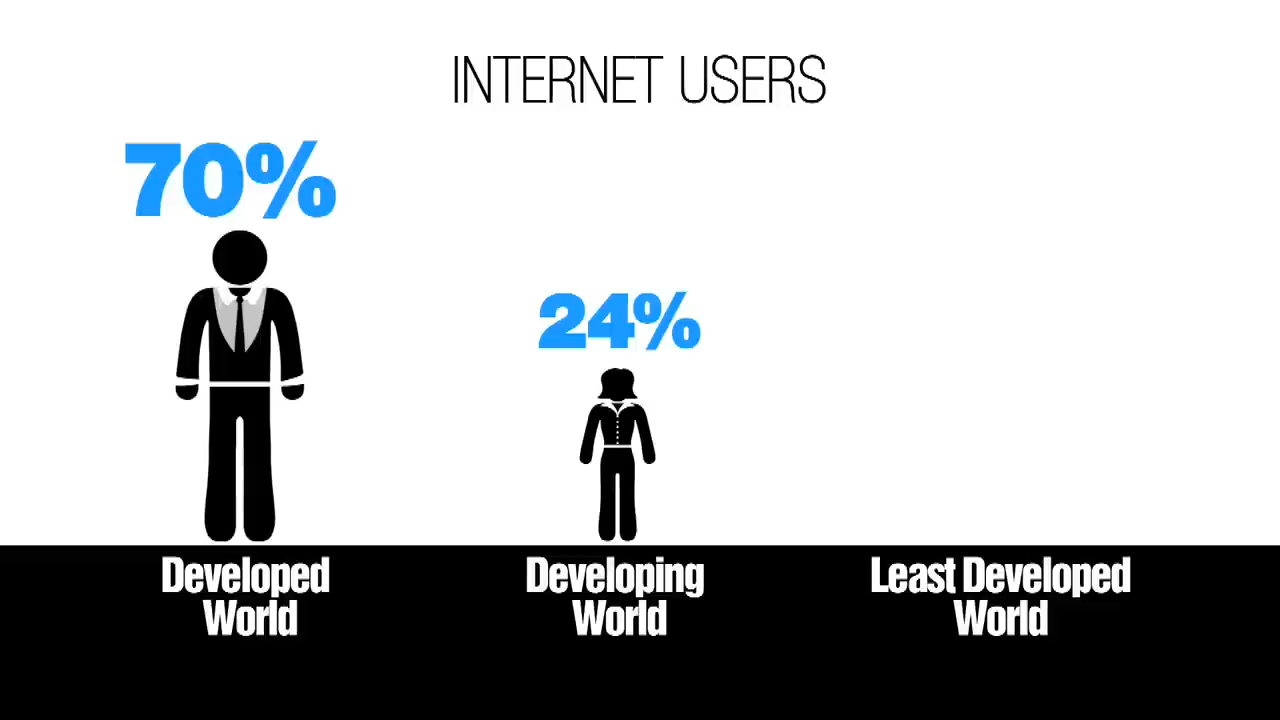 INTERNET USERS
70%
24%
Developed
World
Developing
World
Least Developed
World